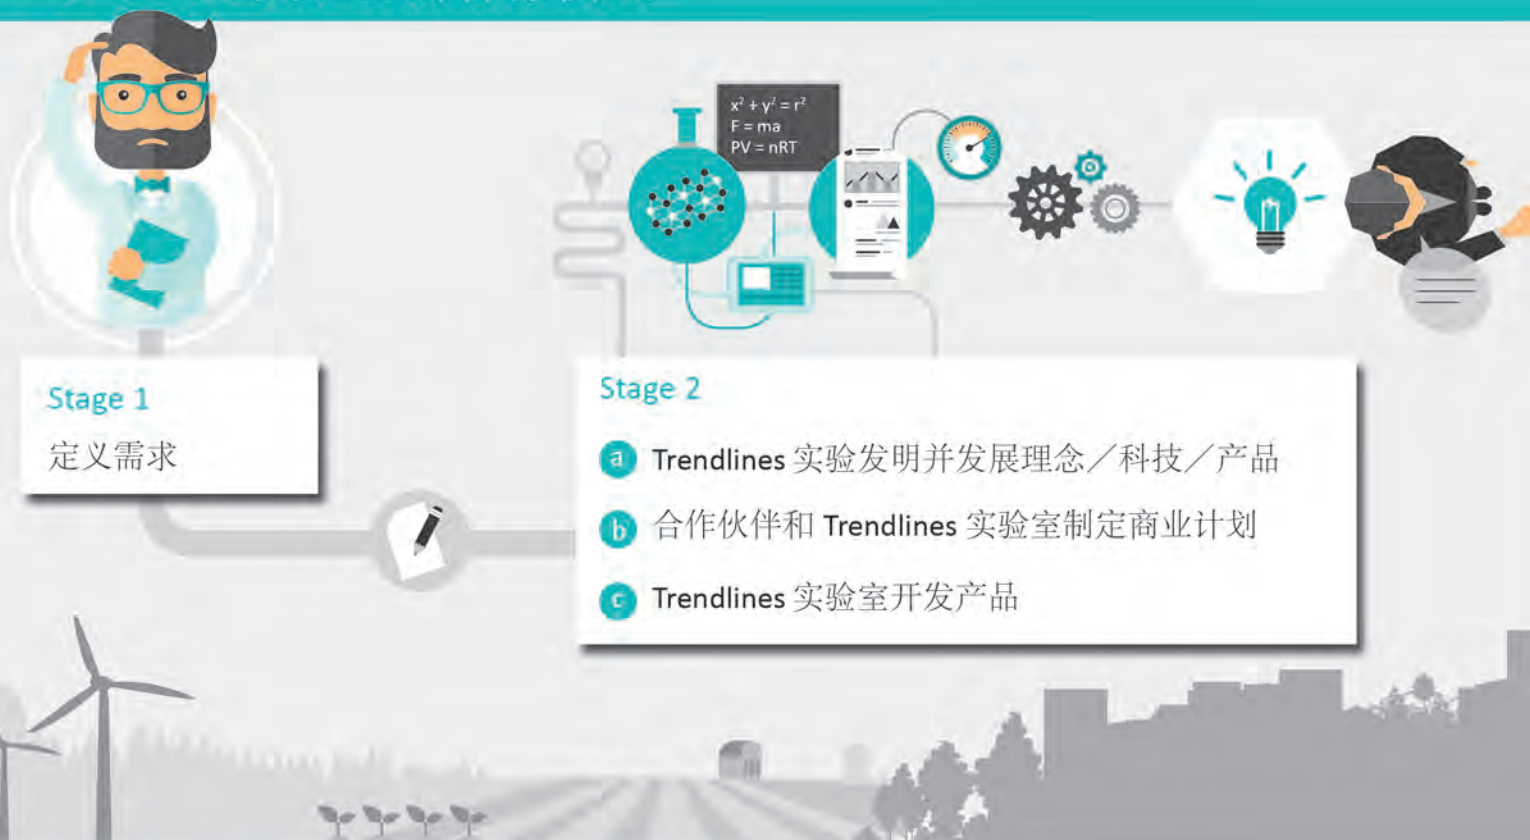 x² + y² = r²
F = ma
PV = nRT
Stage 1
定义需求
Stage 2
a Trendlines 实验发明并发展理念／科技／产品
b 合作伙伴和 Trendlines 实验室制定商业计划
c Trendlines 实验室开发产品